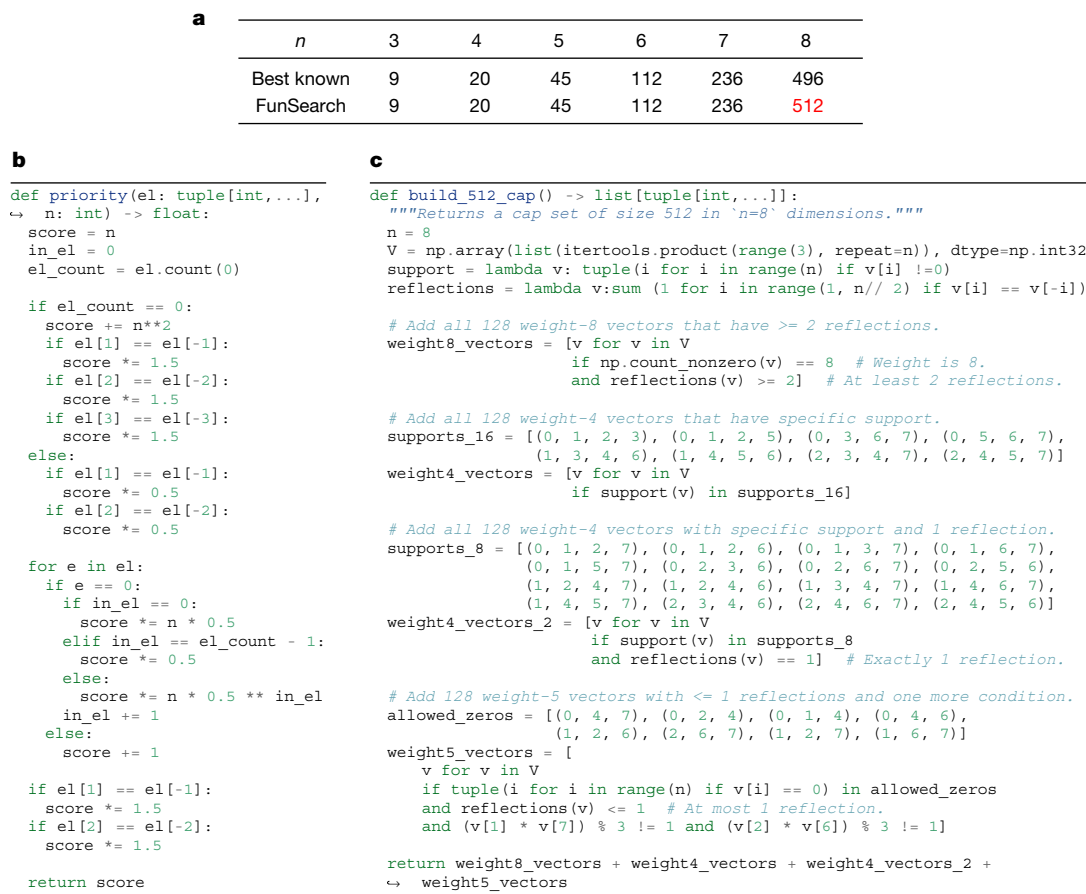 a
n 3 4 5 6 7 8
Best known 9 20 45 112 236 496
FunSearch 9 20 45 112 236 512
b
def priority(el: tuple[int,...],
↪ n: int) -> float:
  score = n
  in_el = 0
  el_count = el.count(0)

  if el_count == 0:
    score += n**2
    if el[1] == el[-1]:
      score *= 1.5
    if el[2] == el[-2]:
      score *= 1.5
    if el[3] == el[-3]:
      score *= 1.5
  else:
    if el[1] == el[-1]:
      score *= 0.5
    if el[2] == el[-2]:
      score *= 0.5

  for e in el:
    if e == 0:
      if in_el == 0:
        score *= n * 0.5
      elif in_el == el_count - 1:
        score *= 0.5
      else:
        score *= n * 0.5 ** in_el
      in_el += 1
    else:
      score += 1

  if el[1] == el[-1]:
    score *= 1.5
  if el[2] == el[-2]:
    score *= 1.5

  return score
c
def build_512_cap() -> list[tuple[int,...]]:
  """Returns a cap set of size 512 in `n=8` dimensions."""
  n = 8
  V = np.array(list(itertools.product(range(3), repeat=n)), dtype=np.int32
  support = lambda v: tuple(i for i in range(n) if v[i] !=0)
  reflections = lambda v:sum (1 for i in range(1, n// 2) if v[i] == v[-i])

  # Add all 128 weight-8 vectors that have >= 2 reflections.
  weight8_vectors = [v for v in V
                     if np.count_nonzero(v) == 8  # Weight is 8.
                     and reflections(v) >= 2]  # At least 2 reflections.

  # Add all 128 weight-4 vectors that have specific support.
  supports_16 = [(0, 1, 2, 3), (0, 1, 2, 5), (0, 3, 6, 7), (0, 5, 6, 7),
                 (1, 3, 4, 6), (1, 4, 5, 6), (2, 3, 4, 7), (2, 4, 5, 7)]
  weight4_vectors = [v for v in V
                     if support(v) in supports_16]

  # Add all 128 weight-4 vectors with specific support and 1 reflection.
  supports_8 = [(0, 1, 2, 7), (0, 1, 2, 6), (0, 1, 3, 7), (0, 1, 6, 7),
                (0, 1, 5, 7), (0, 2, 3, 6), (0, 2, 6, 7), (0, 2, 5, 6),
                (1, 2, 4, 7), (1, 2, 4, 6), (1, 3, 4, 7), (1, 4, 6, 7),
                (1, 4, 5, 7), (2, 3, 4, 6), (2, 4, 6, 7), (2, 4, 5, 6)]
  weight4_vectors_2 = [v for v in V
                       if support(v) in supports_8
                       and reflections(v) == 1]  # Exactly 1 reflection.

  # Add 128 weight-5 vectors with <= 1 reflections and one more condition.
  allowed_zeros = [(0, 4, 7), (0, 2, 4), (0, 1, 4), (0, 4, 6),
                   (1, 2, 6), (2, 6, 7), (1, 2, 7), (1, 6, 7)]
  weight5_vectors = [
      v for v in V
      if tuple(i for i in range(n) if v[i] == 0) in allowed_zeros
      and reflections(v) <= 1  # At most 1 reflection.
      and (v[1] * v[7]) % 3 != 1 and (v[2] * v[6]) % 3 != 1]

  return weight8_vectors + weight4_vectors + weight4_vectors_2 +
↪   weight5_vectors